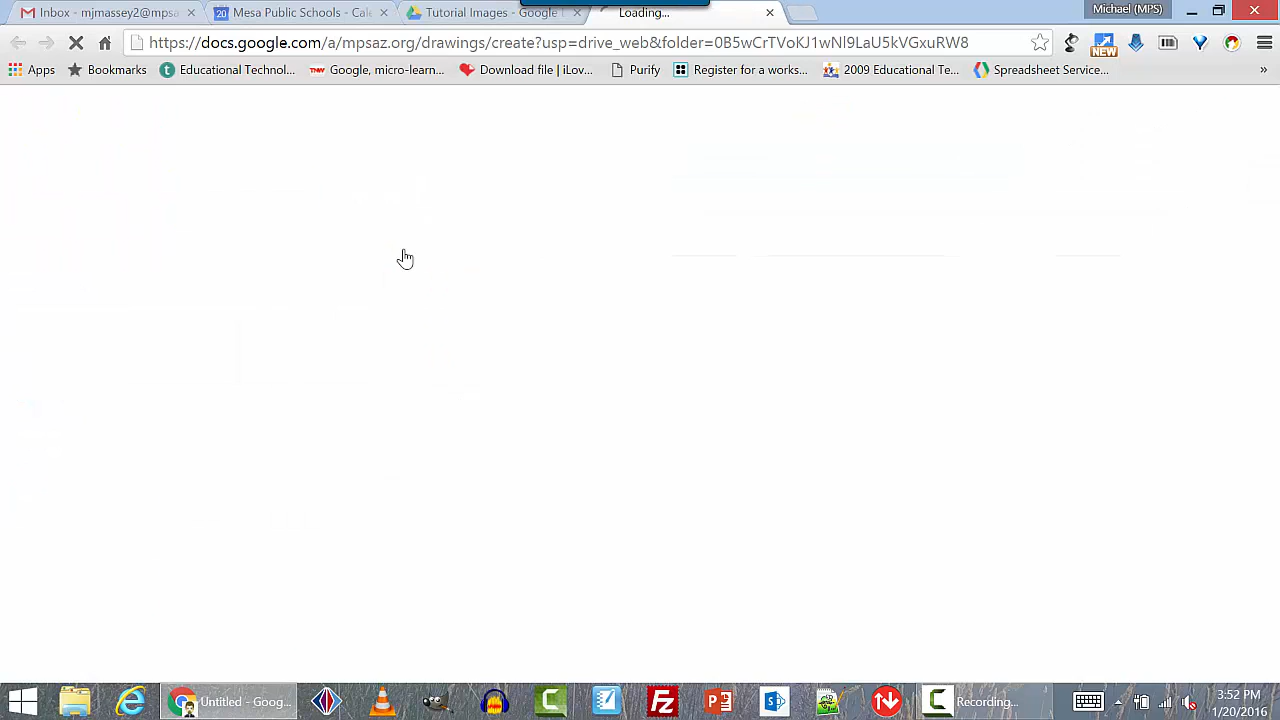 Inbox - mjmassey2@mpsa
20 Mesa Public Schools - Cale
Tutorial Images - Google
Loading...
Michael (MPS)
https://docs.google.com/a/mpsaz.org/drawings/create?usp=drive_web&folder=0B5wCrTVoKJ1wNl9LaU5kVGxuRW8
NEW
Apps
Bookmarks
Educational Technol...
Google, micro-learn...
Download file | iLov...
Purify
Register for a works...
2009 Educational Te...
Spreadsheet Service...
»
Untitled - Goog...
Recording...
3:52 PM
1/20/2016